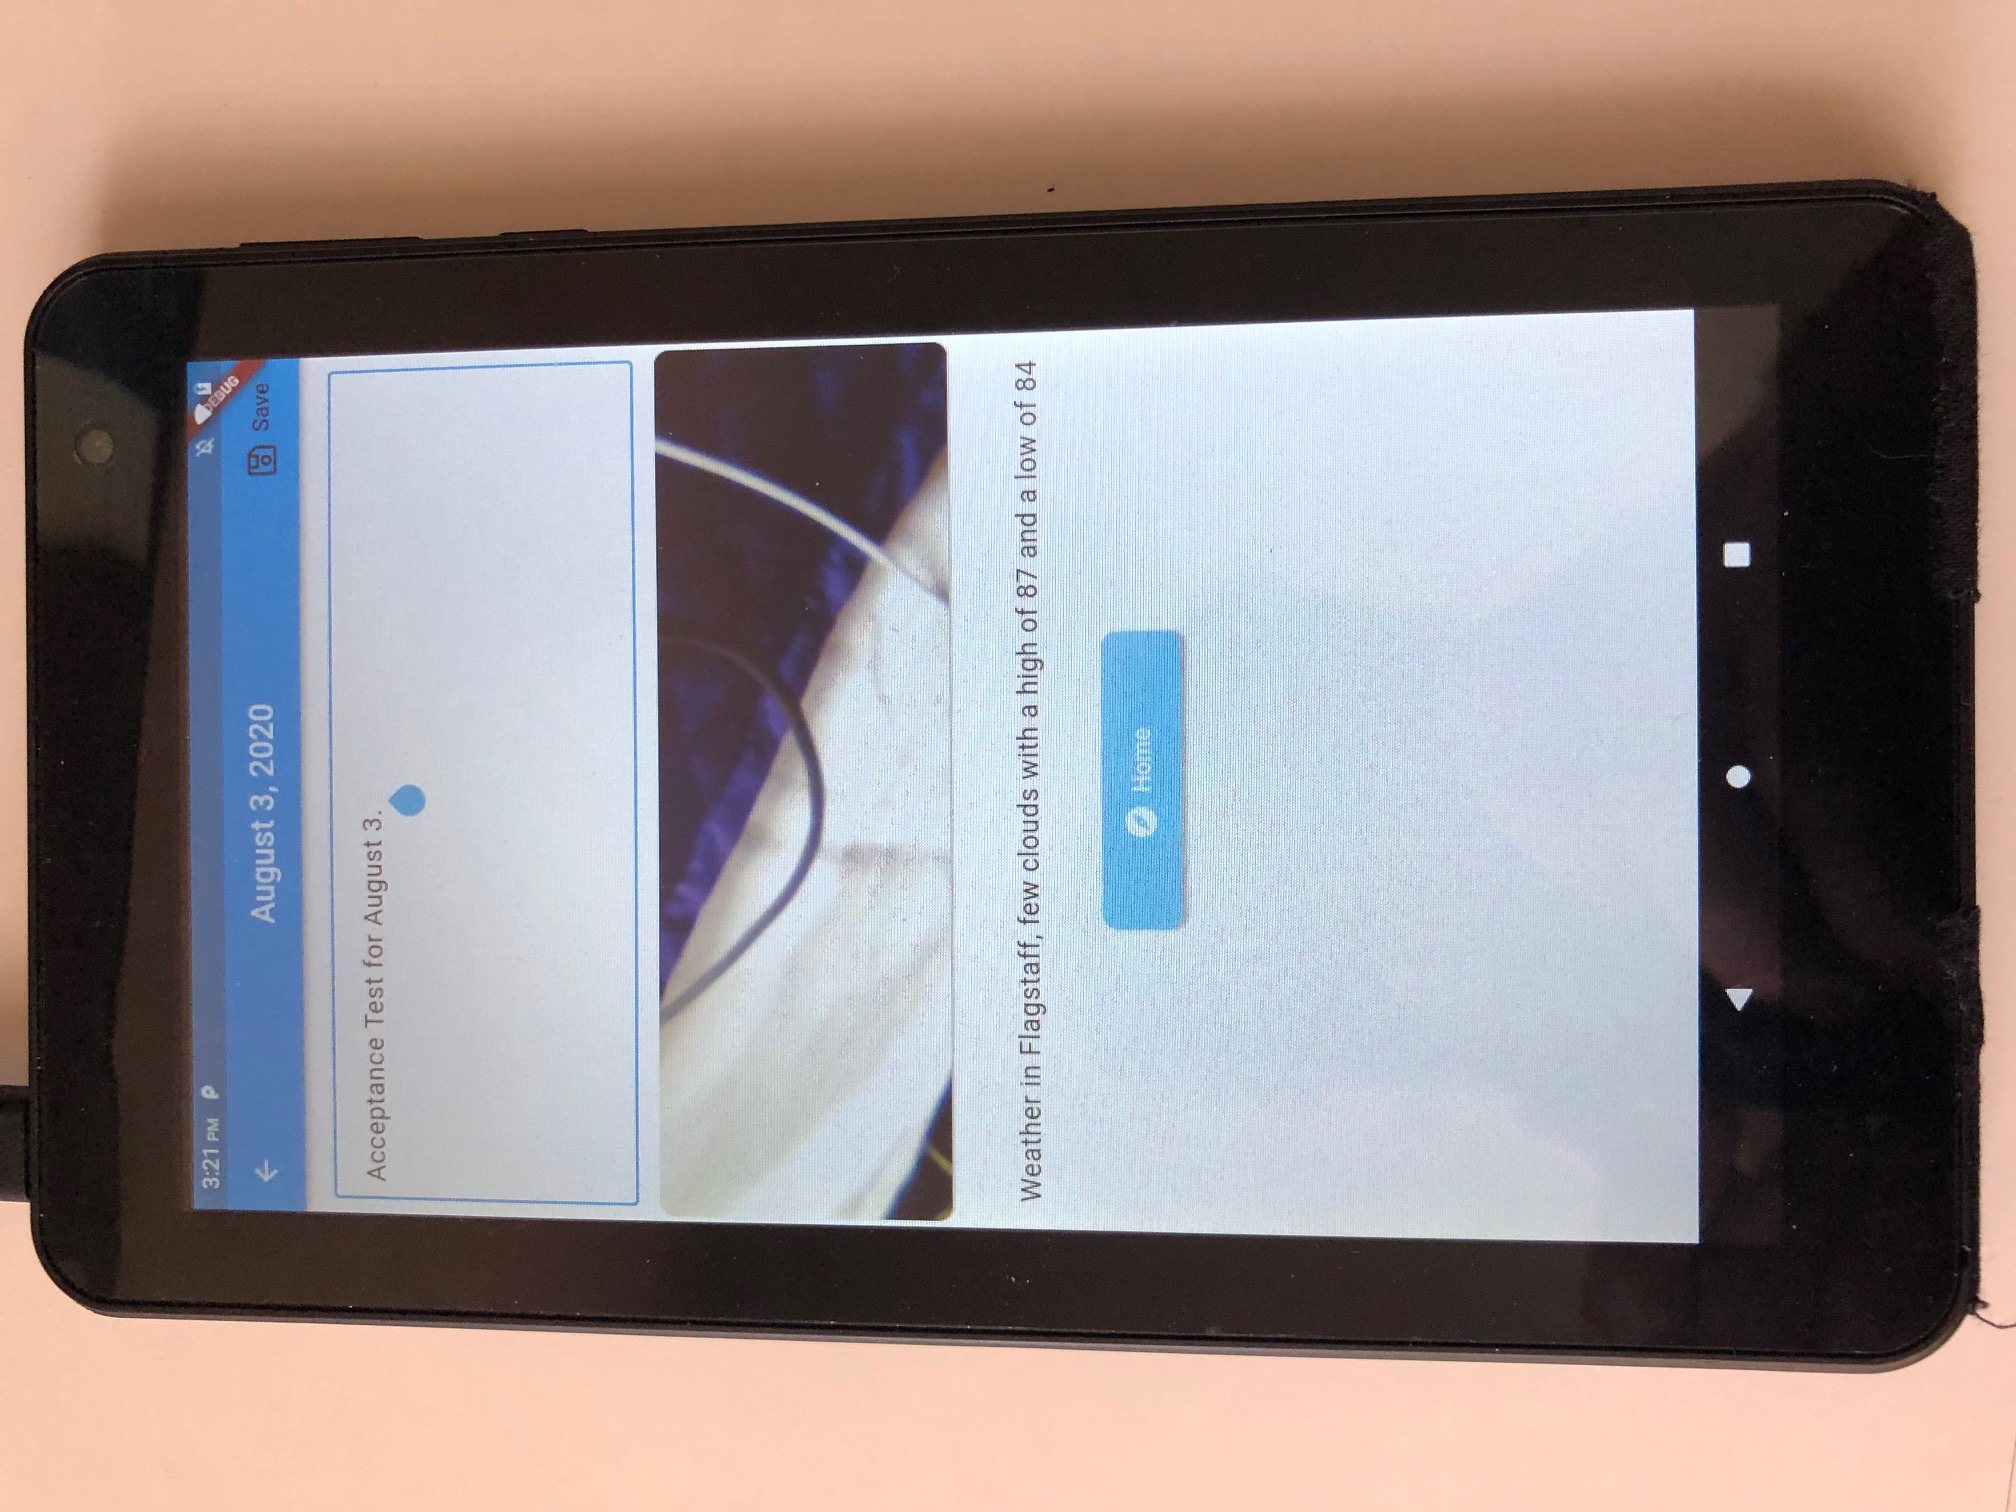 3:21 PM
DEBUG
August 3, 2020
Save
Acceptance Test for August 3.
Weather in Flagstaff, few clouds with a high of 87 and a low of 84
Home